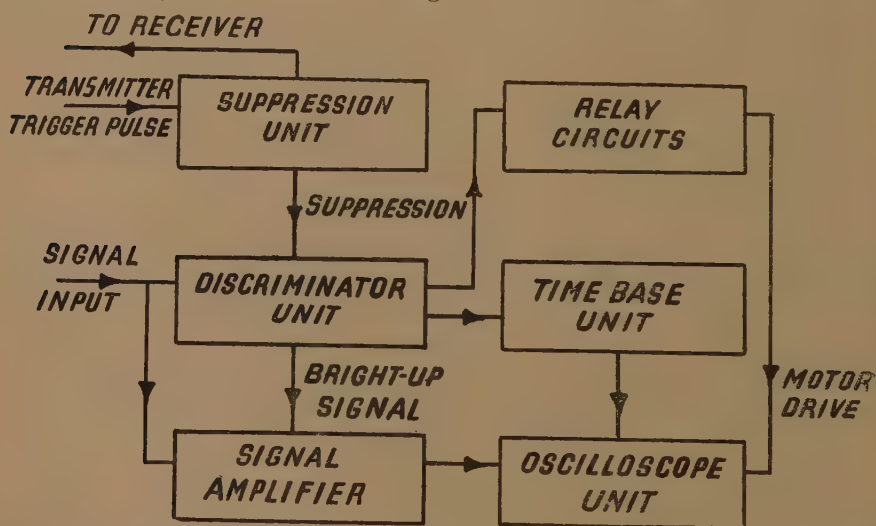 TO RECEIVER
TRANSMITTER
TRIGGER PULSE
SUPPRESSION
UNIT
RELAY
CIRCUITS
SUPPRESSION
SIGNAL
INPUT
DISCRIMINATOR
UNIT
TIME BASE
UNIT
BRIGHT-UP
SIGNAL
MOTOR
DRIVE
SIGNAL
AMPLIFIER
OSCILLOSCOPE
UNIT